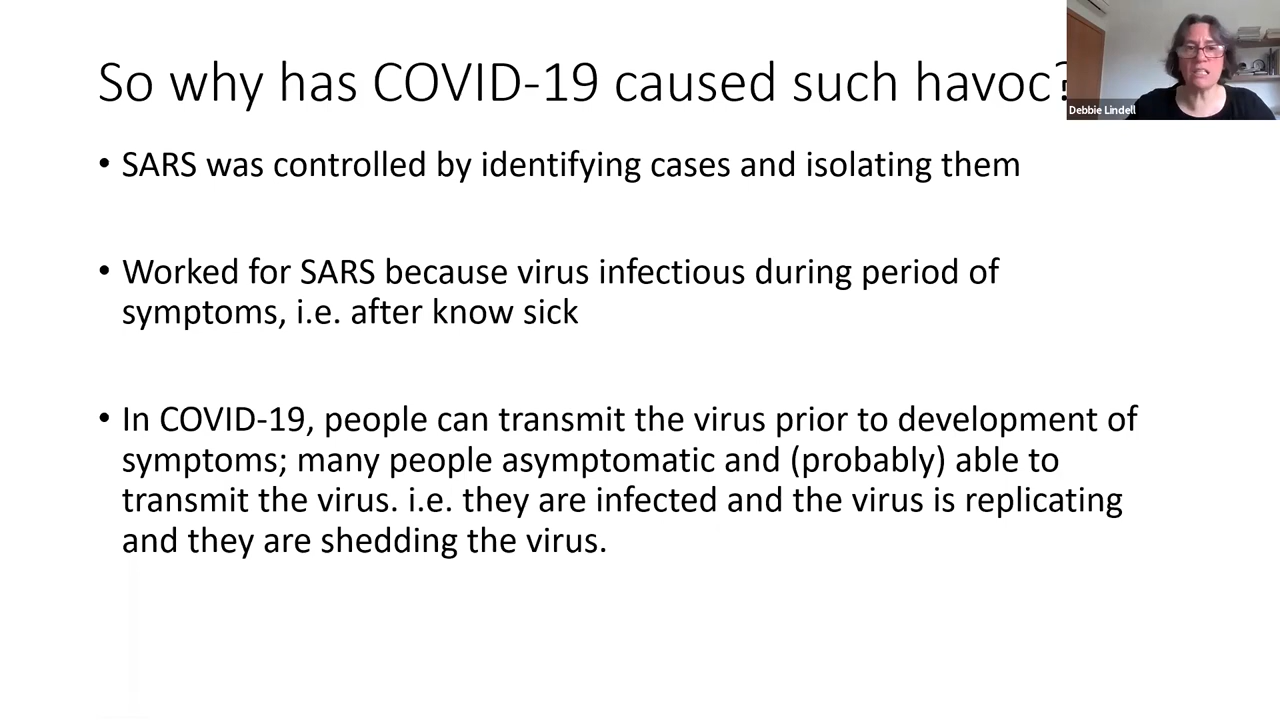 So why has COVID-19 caused such havoc?
Debbie Lindell
• SARS was controlled by identifying cases and isolating them
• Worked for SARS because virus infectious during period of
symptoms, i.e. after know sick
• In COVID-19, people can transmit the virus prior to development of
symptoms; many people asymptomatic and (probably) able to
transmit the virus. i.e. they are infected and the virus is replicating
and they are shedding the virus.